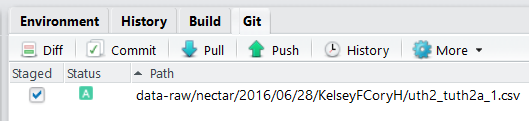 Environment History Build Git
Diff Commit Pull Push History More
Staged Status Path
A data-raw/nectar/2016/06/28/KelseyFCoryH/uth2_tuth2a_1.csv